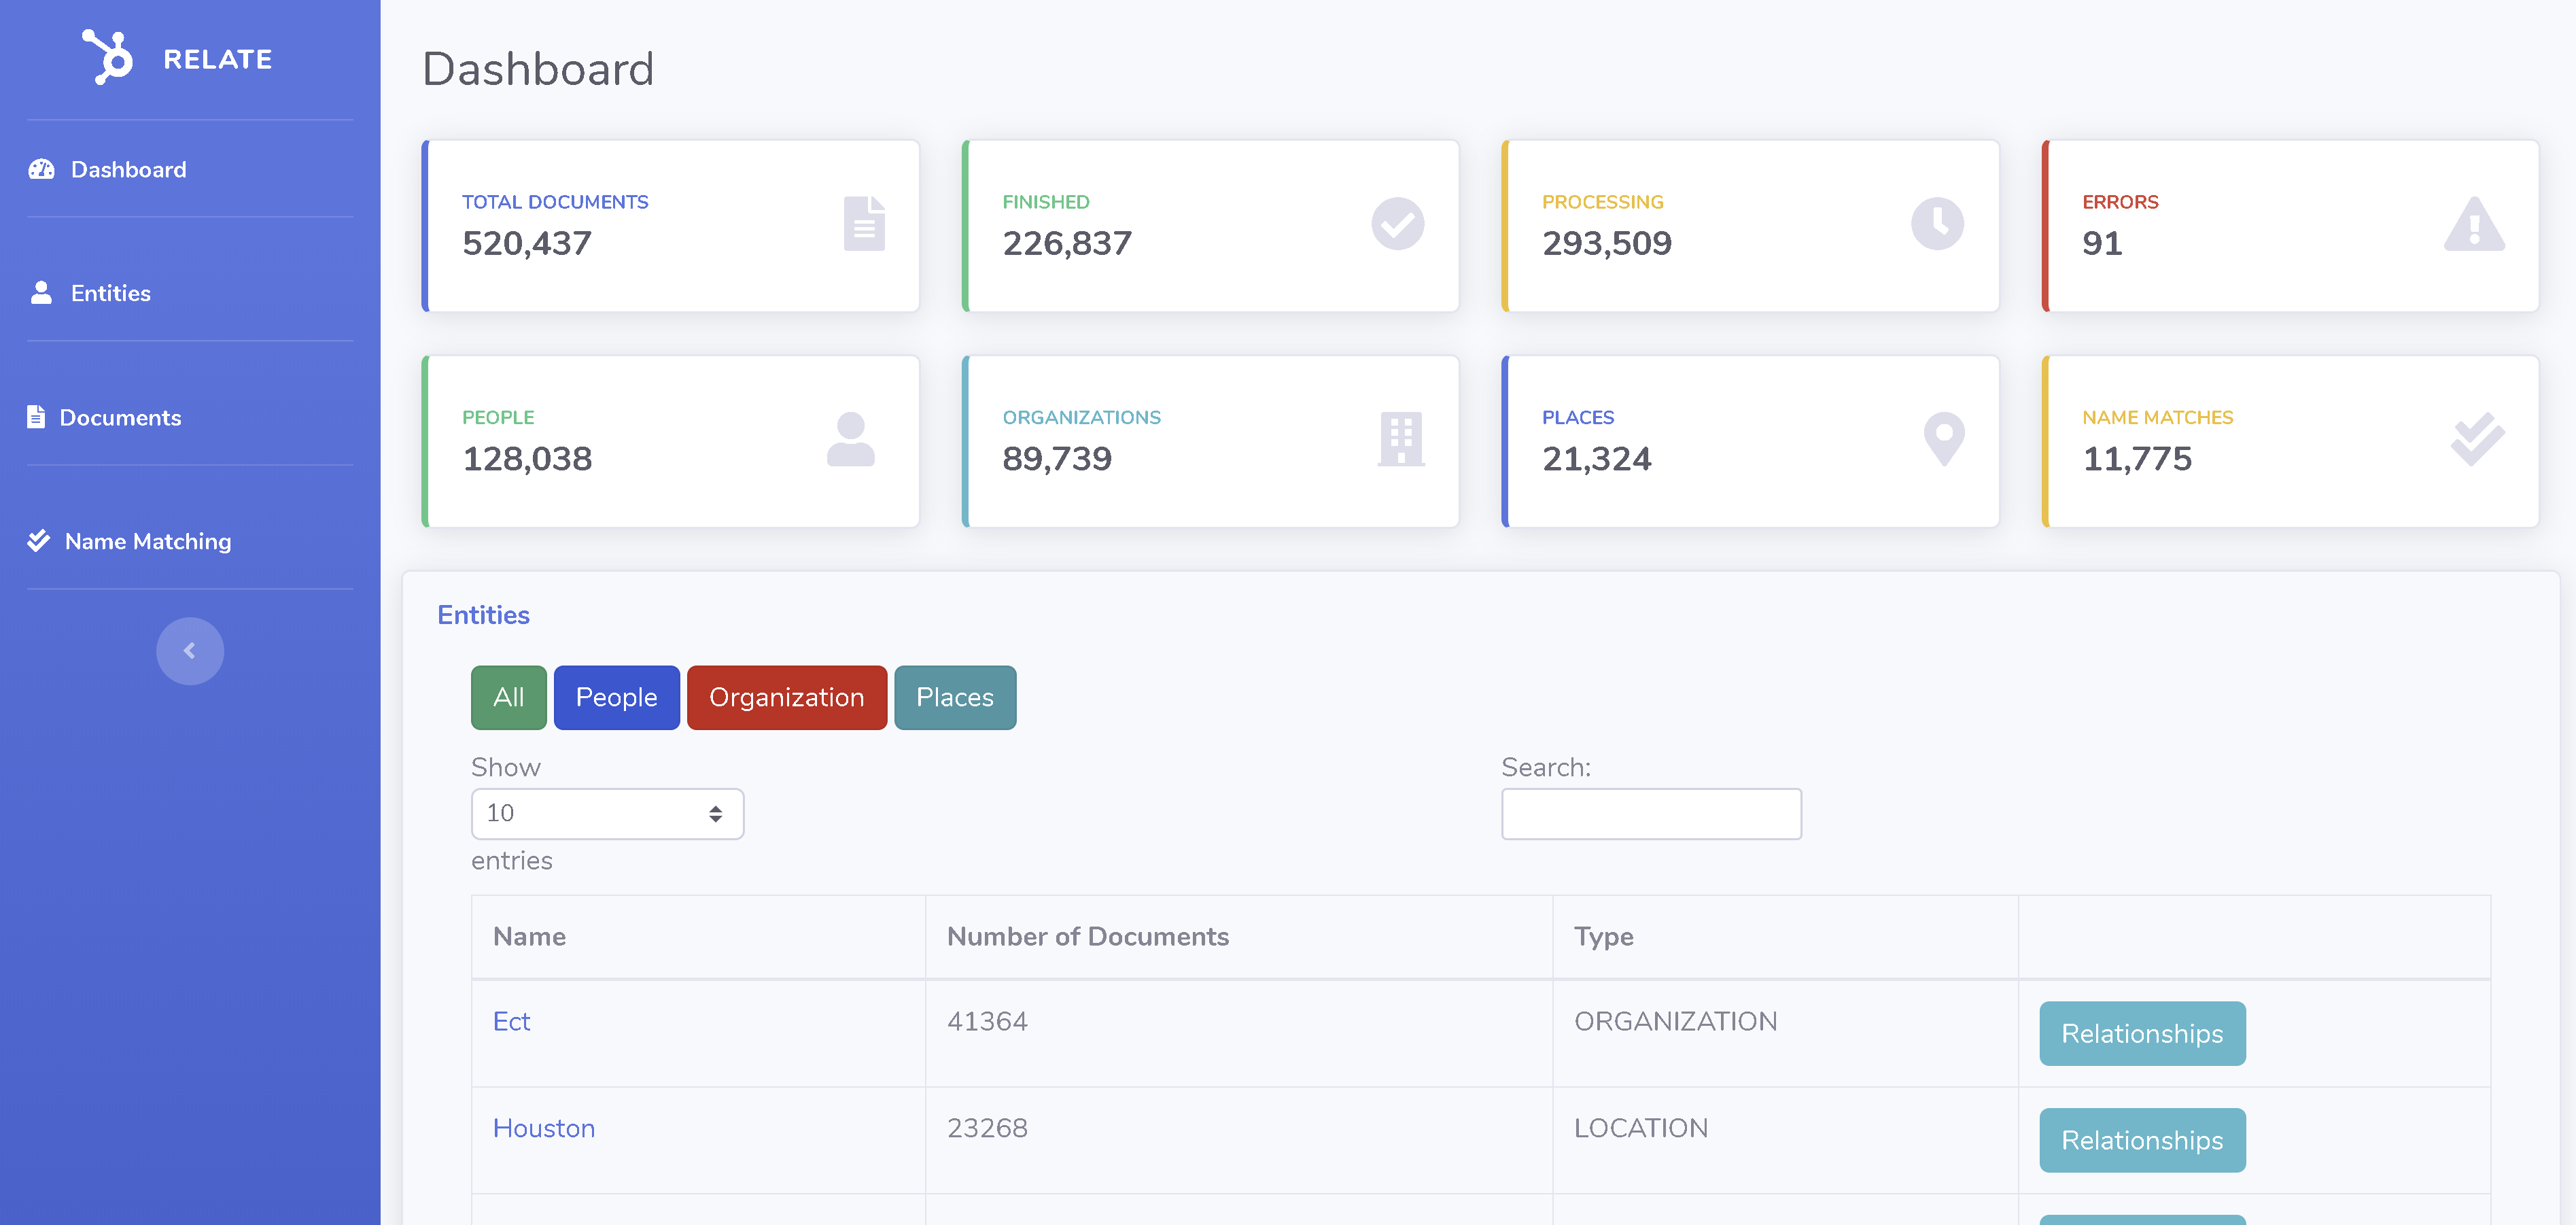 RELATE
Dashboard
Entities
Documents
Name Matching
Dashboard
TOTAL DOCUMENTS
520,437
FINISHED
226,837
PROCESSING
293,509
ERRORS
91
PEOPLE
128,038
ORGANIZATIONS
89,739
PLACES
21,324
NAME MATCHES
11,775
Entities
All People Organization Places
Show
10
entries
Search:
Name Number of Documents Type
Ect 41364 ORGANIZATION Relationships
Houston 23268 LOCATION Relationships